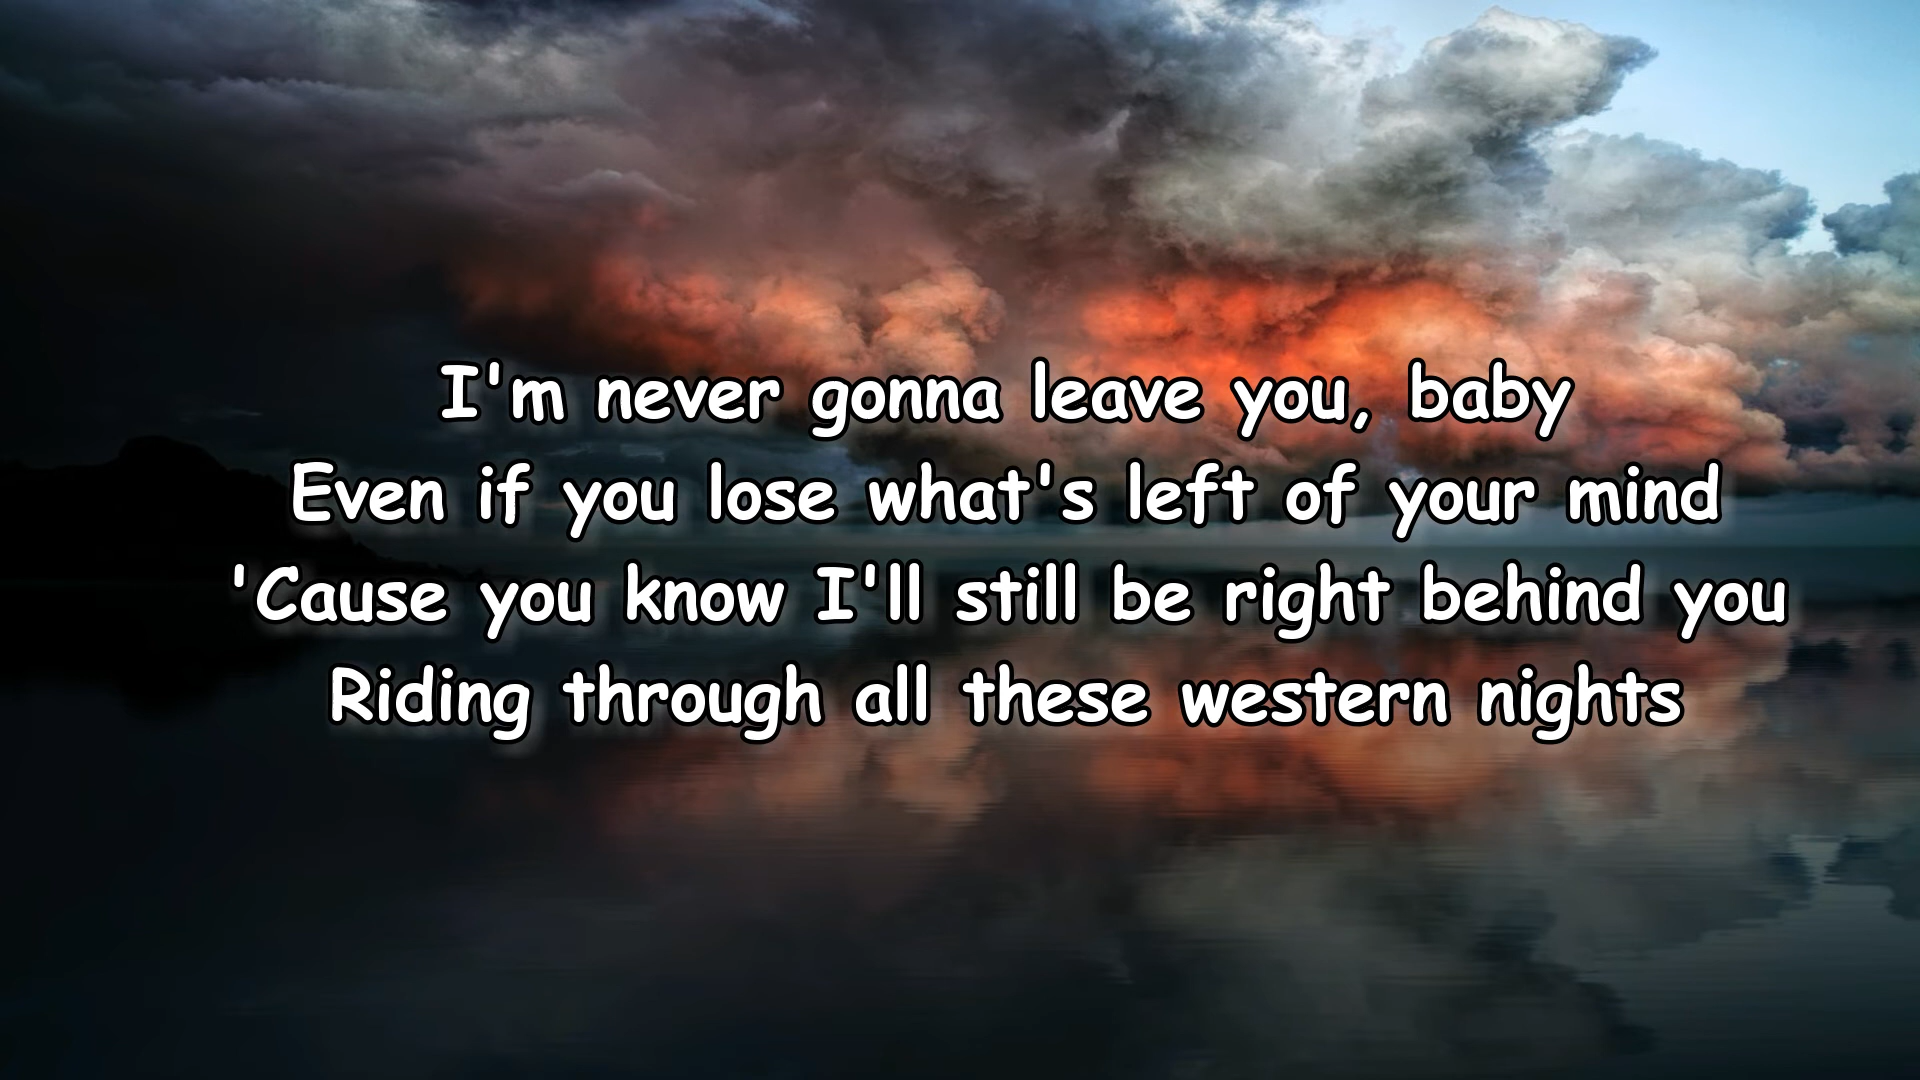 I'm never gonna leave you, baby
Even if you lose what's left of your mind
'Cause you know I'll still be right behind you
Riding through all these western nights